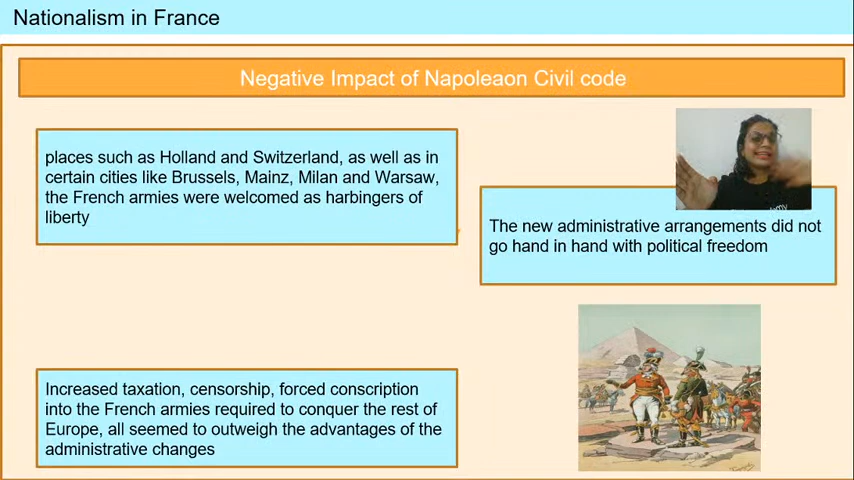 Nationalism in France
Negative Impact of Napoleaon Civil code
places such as Holland and Switzerland, as well as in
certain cities like Brussels, Mainz, Milan and Warsaw,
the French armies were welcomed as harbingers of
liberty
The new administrative arrangements did not
go hand in hand with political freedom
Increased taxation, censorship, forced conscription
into the French armies required to conquer the rest of
Europe, all seemed to outweigh the advantages of the
administrative changes